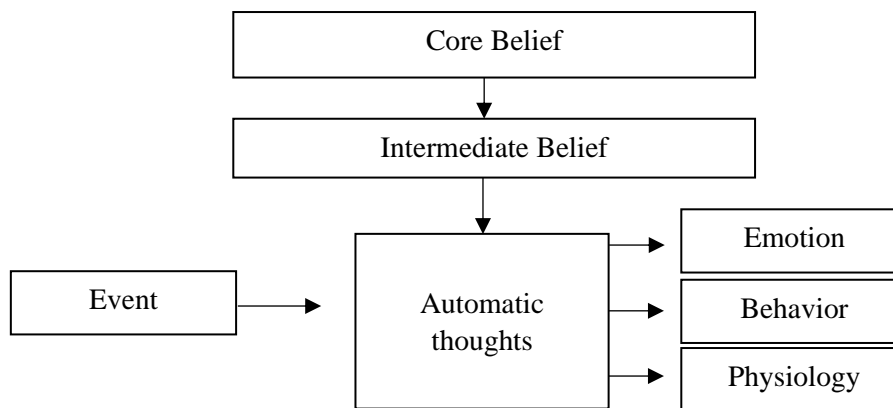 Core Belief
Intermediate Belief
Event
Automatic
thoughts
Emotion
Behavior
Physiology